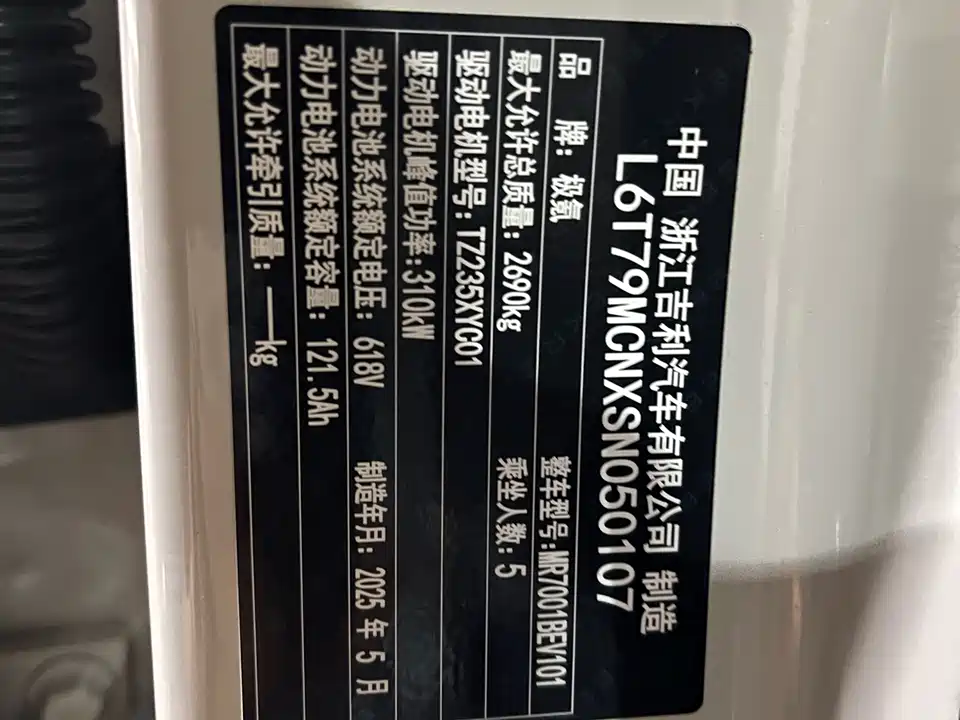 中国 浙江吉利汽车有限公司 制造
L6T79MCNXSN050107
品 牌: 极氪 整车型号:MR7001BEV101
最大允许总质量: 2690kg 乘坐人数: 5
驱动电机型号:TZ235XYC01
驱动电机峰值功率:310kW
动力电池系统额定电压: 618V 制造年月: 2025 年 5 月
动力电池系统额定容量: 121.5Ah
最大允许牵引质量: ——kg